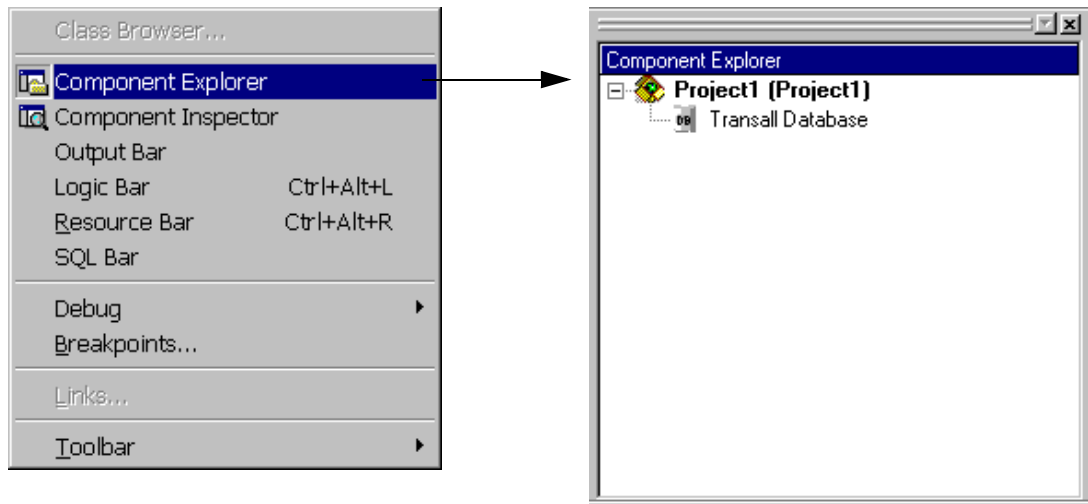 Class Browser...
Component Explorer
Component Inspector
Output Bar
Logic Bar Ctrl+Alt+L
Resource Bar Ctrl+Alt+R
SQL Bar
Debug
Breakpoints...
Links...
Toolbar
Component Explorer
Project1 (Project1)
DB Transall Database